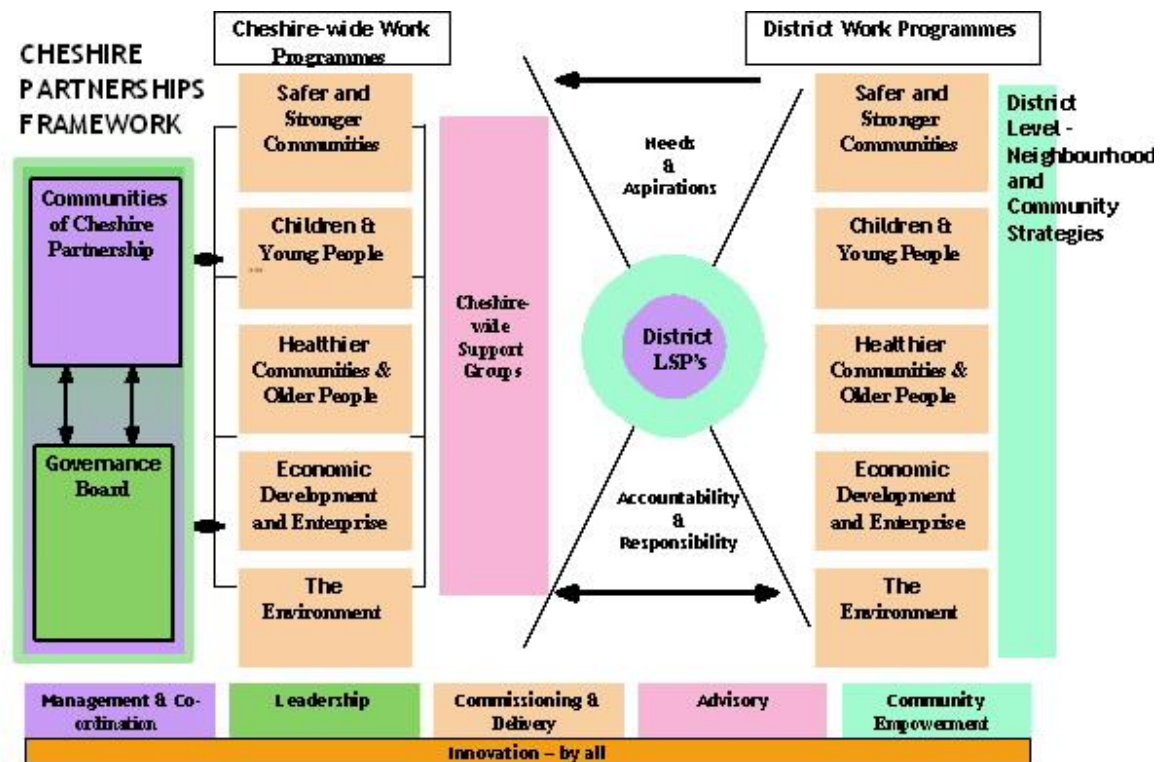 CHESHIRE
PARTNERSHIPS
FRAMEWORK
Cheshire-wide Work
Programmes
District Work Programmes
Communities
of Cheshire
Partnership
Governance
Board
Safer and
Stronger
Communities
Children &
Young People
Healthier
Communities &
Older People
Economic
Development
and Enterprise
The
Environment
Cheshire-
wide
Support
Groups
Needs
&
Aspirations
District
LSP's
Accountability
&
Responsibility
Safer and
Stronger
Communities
Children &
Young People
Healthier
Communities &
Older People
Economic
Development
and Enterprise
The
Environment
District
Level -
Neighbourhood
and
Community
Strategies
Management & Co-
ordination
Leadership
Commissioning &
Delivery
Advisory
Community
Empowerment
Innovation – by all